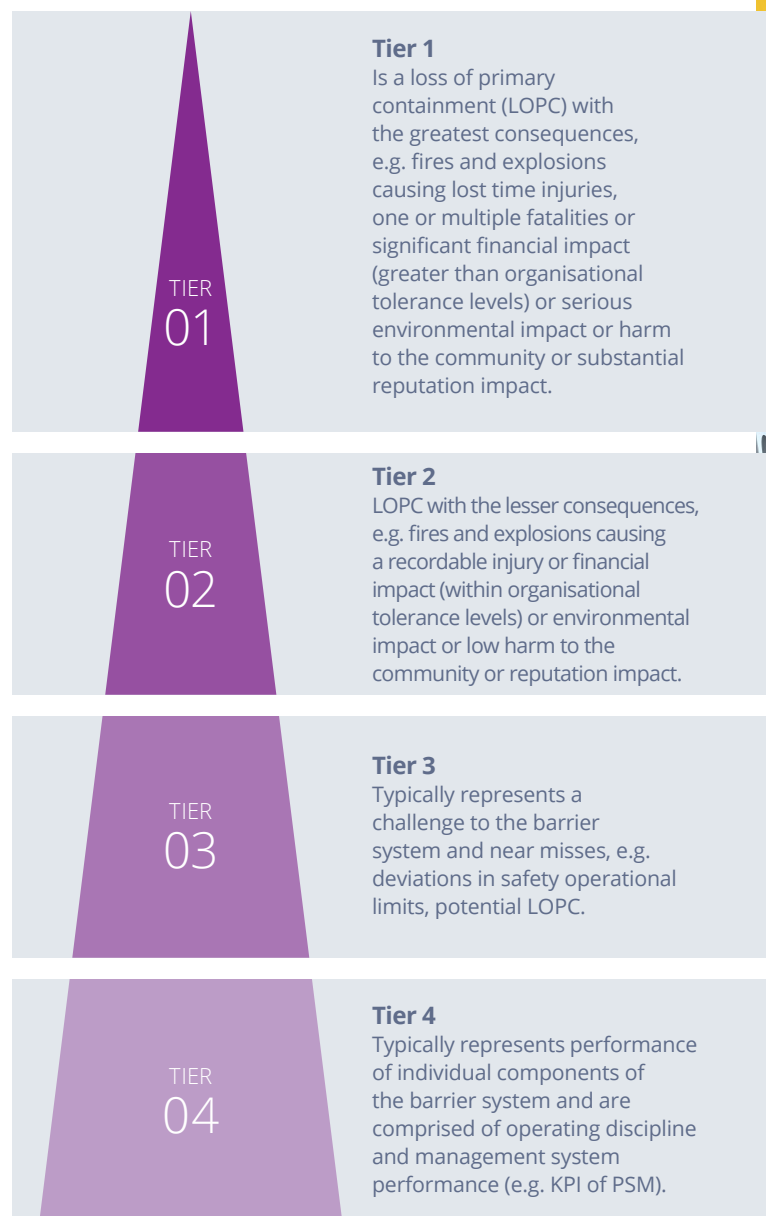 Tier 1
Is a loss of primary
containment (LOPC) with
the greatest consequences,
e.g. fires and explosions
causing lost time injuries,
one or multiple fatalities or
significant financial impact
(greater than organisational
tolerance levels) or serious
environmental impact or harm
to the community or substantial
reputation impact.
TIER
01
Tier 2
LOPC with the lesser consequences,
e.g. fires and explosions causing
a recordable injury or financial
impact (within organisational
tolerance levels) or environmental
impact or low harm to the
community or reputation impact.
TIER
02
Tier 3
Typically represents a
challenge to the barrier
system and near misses, e.g.
deviations in safety operational
limits, potential LOPC.
TIER
03
Tier 4
Typically represents performance
of individual components of
the barrier system and are
comprised of operating discipline
and management system
performance (e.g. KPI of PSM).
TIER
04